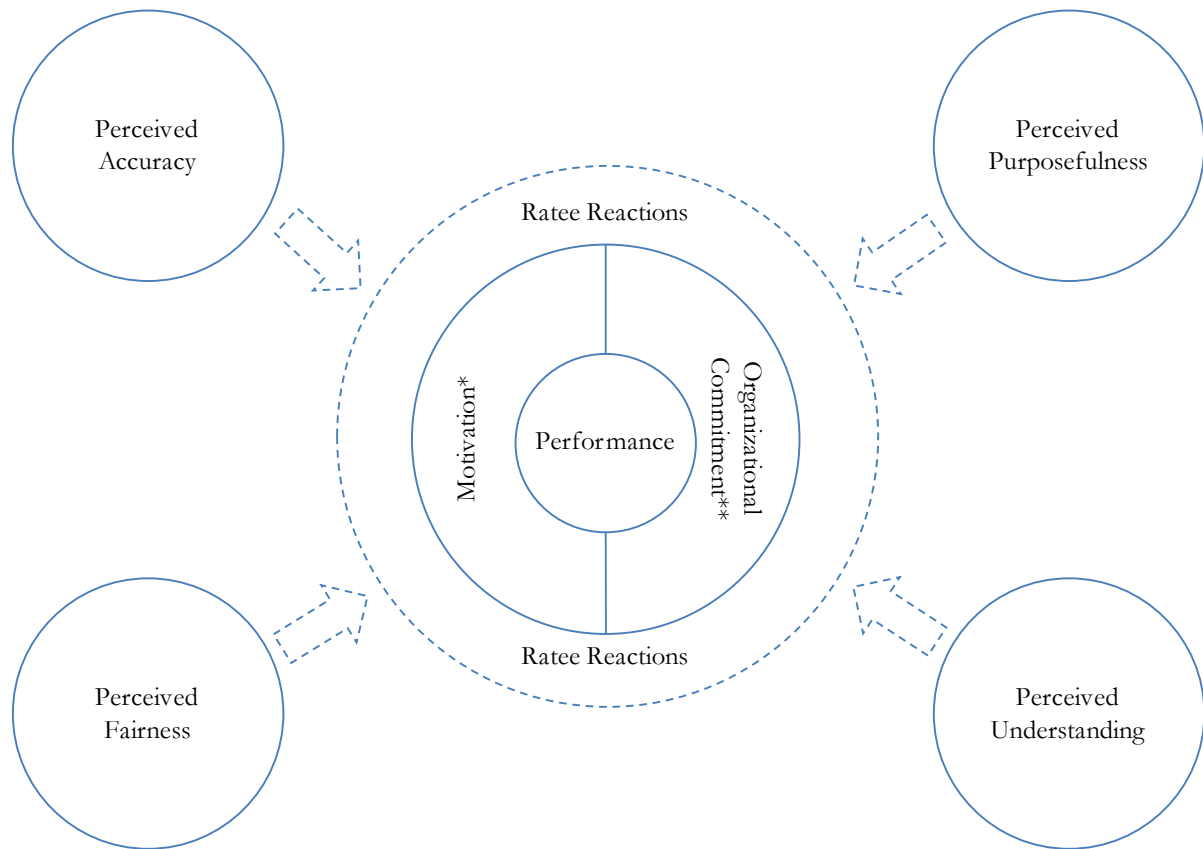 Perceived
Accuracy
Perceived
Purposefulness
Ratee Reactions
Motivation*
Performance
Organizational
Commitment**
Ratee Reactions
Perceived
Fairness
Perceived
Understanding